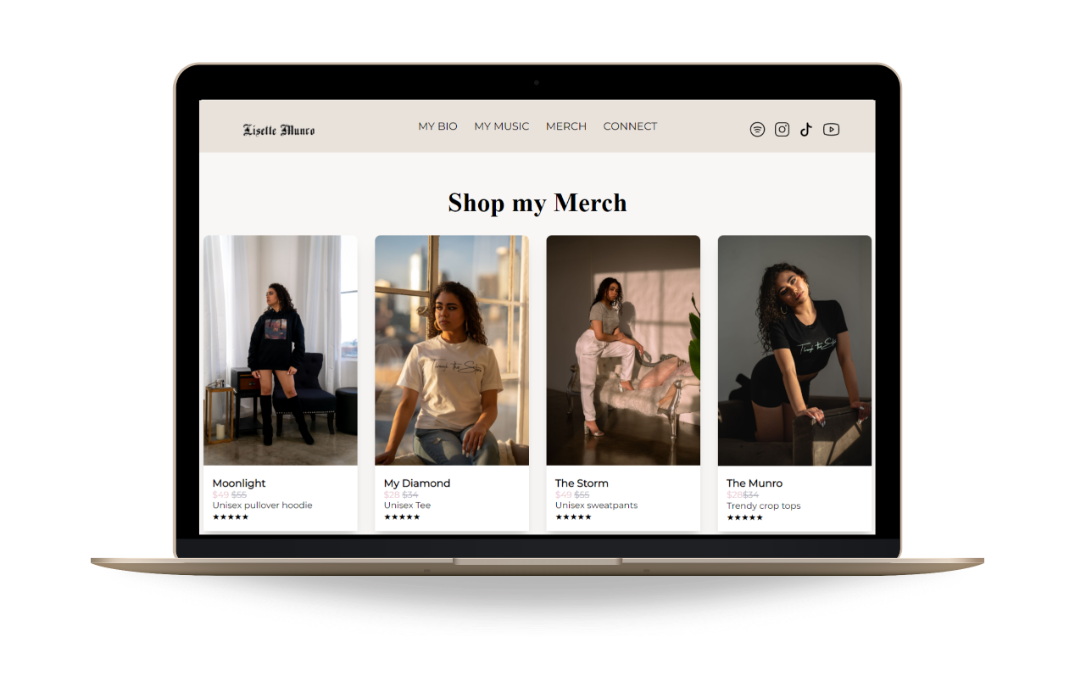 Liselle Munro
MY BIO MY MUSIC MERCH CONNECT
Shop my Merch
Moonlight
$49 $55
Unisex pullover hoodie
★★★★★
My Diamond
$28 $34
Unisex Tee
★★★★★
The Storm
$49 $55
Unisex sweatpants
★★★★★
The Munro
$28$34
Trendy crop tops
★★★★★